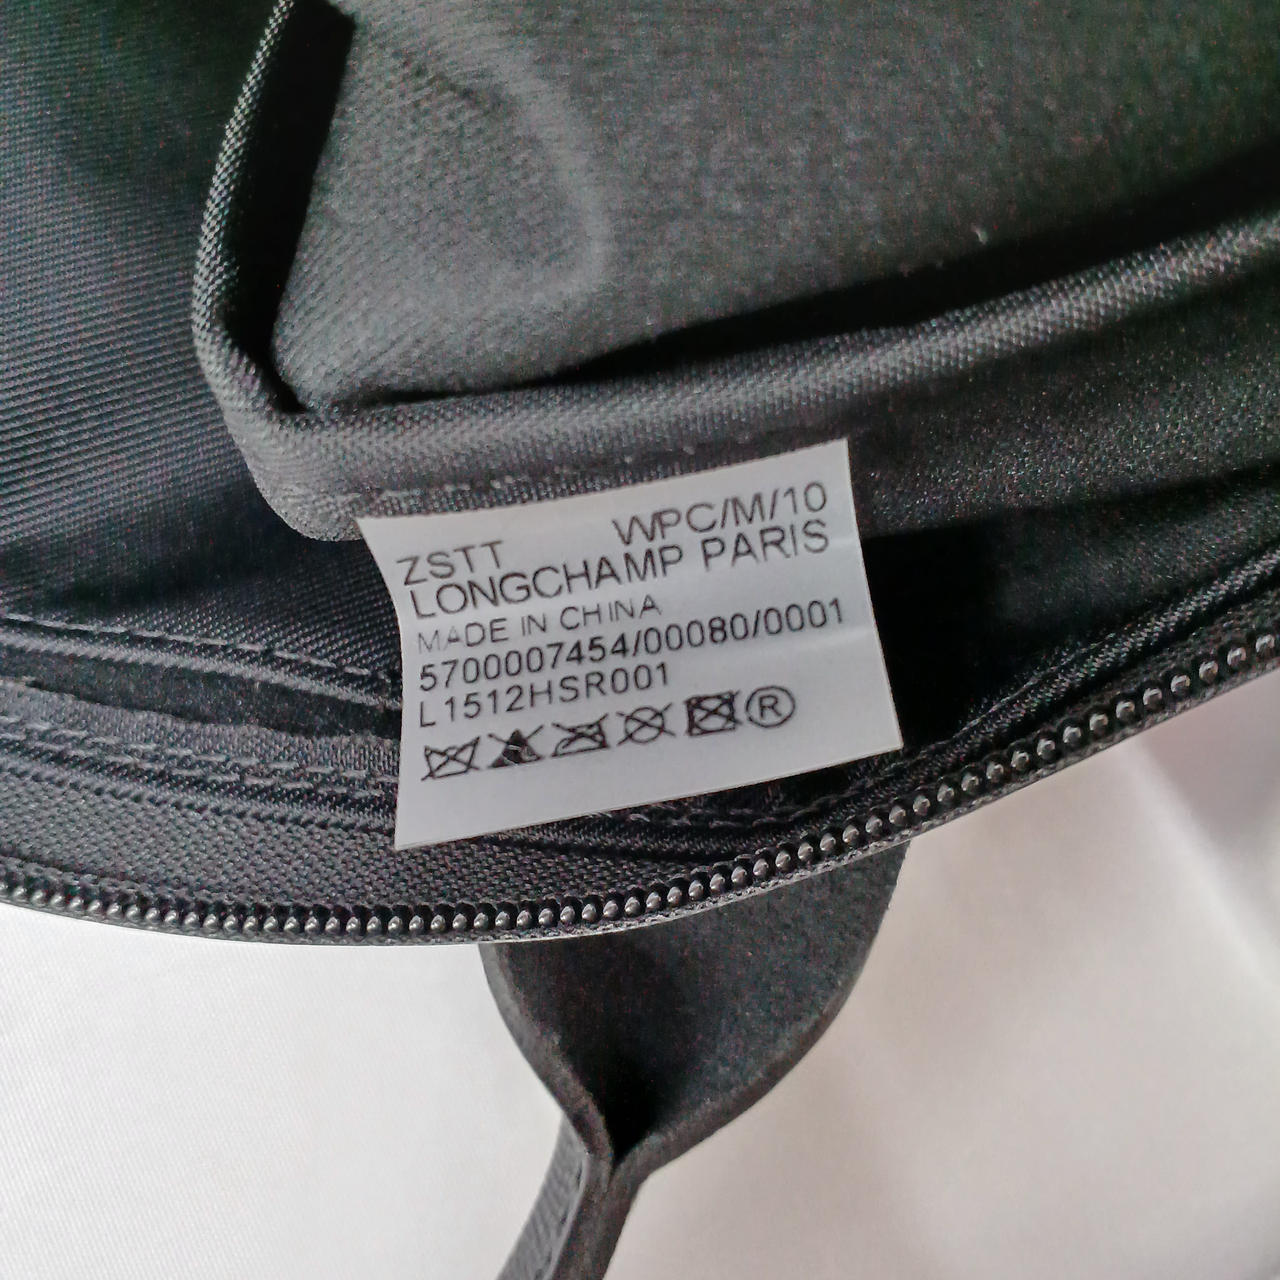 ZSTT WPC/M/10
LONGCHAMP PARIS
MADE IN CHINA
5700007454/00080/0001
L1512HSR001
®